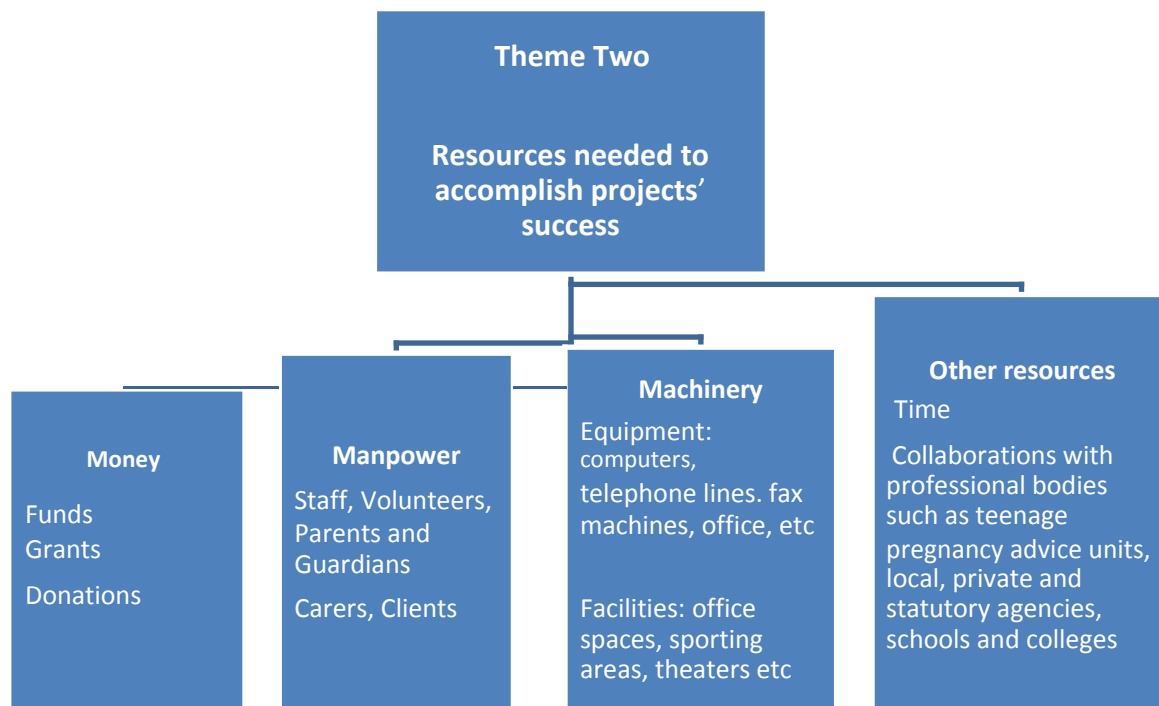 Theme Two
Resources needed to
accomplish projects’
success
Money
Funds
Grants
Donations
Manpower
Staff, Volunteers,
Parents and
Guardians
Carers, Clients
Machinery
Equipment:
computers,
telephone lines. fax
machines, office, etc
Facilities: office
spaces, sporting
areas, theaters etc
Other resources
Time
Collaborations with
professional bodies
such as teenage
pregnancy advice units,
local, private and
statutory agencies,
schools and colleges